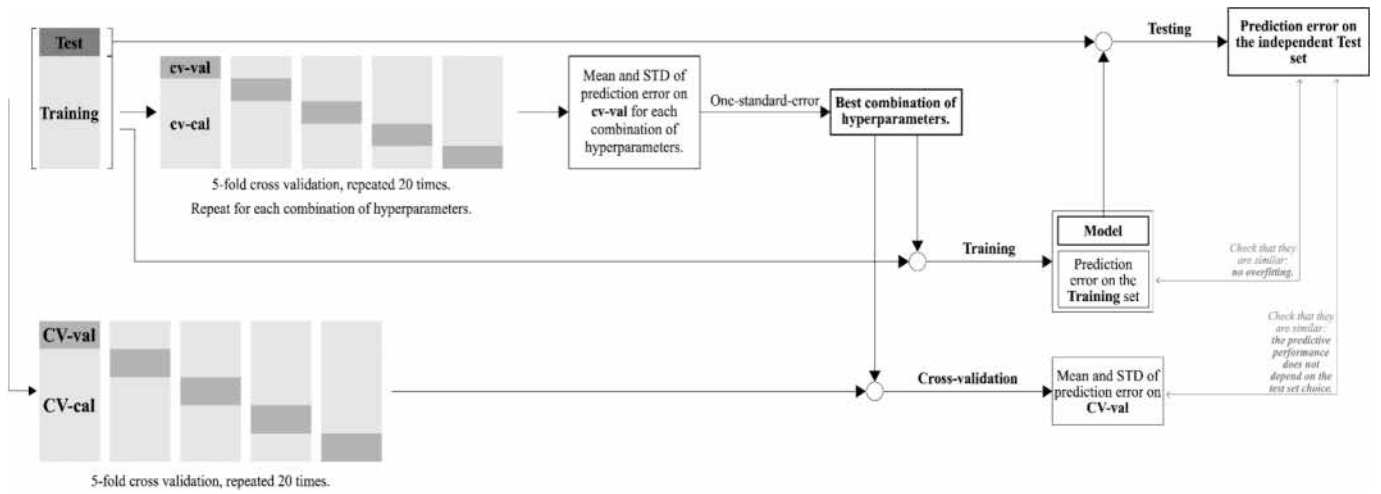 Test
Training
cv-val
cv-cal
5-fold cross validation, repeated 20 times.
Repeat for each combination of hyperparameters.
Mean and STD of
prediction error on
cv-val for each
combination of
hyperparameters.
One-standard-error
Best combination of
hyperparameters.
Testing
Prediction error on
the independent Test
set
Training
Model
Prediction
error on the
Training set
Check that they
are similar:
no overfitting.
CV-val
CV-cal
5-fold cross validation, repeated 20 times.
Cross-validation
Mean and STD of
prediction error on
CV-val
Check that they
are similar:
the predictive
performance
does not
depend on the
test set choice.